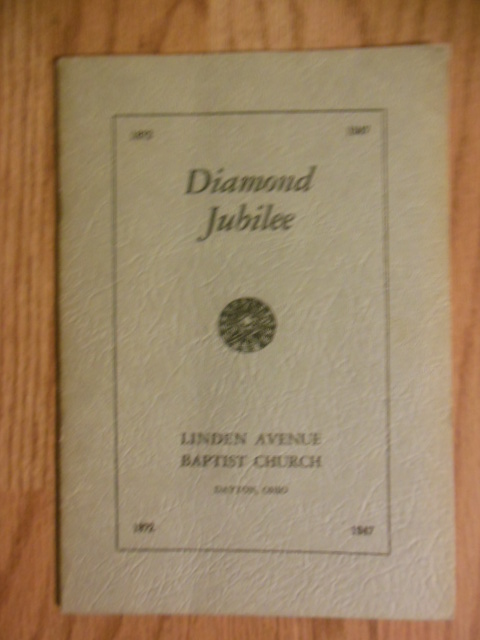 1872 1947
Diamond
Jubilee
LINDEN AVENUE
BAPTIST CHURCH
DAYTON, OHIO
1872 1947